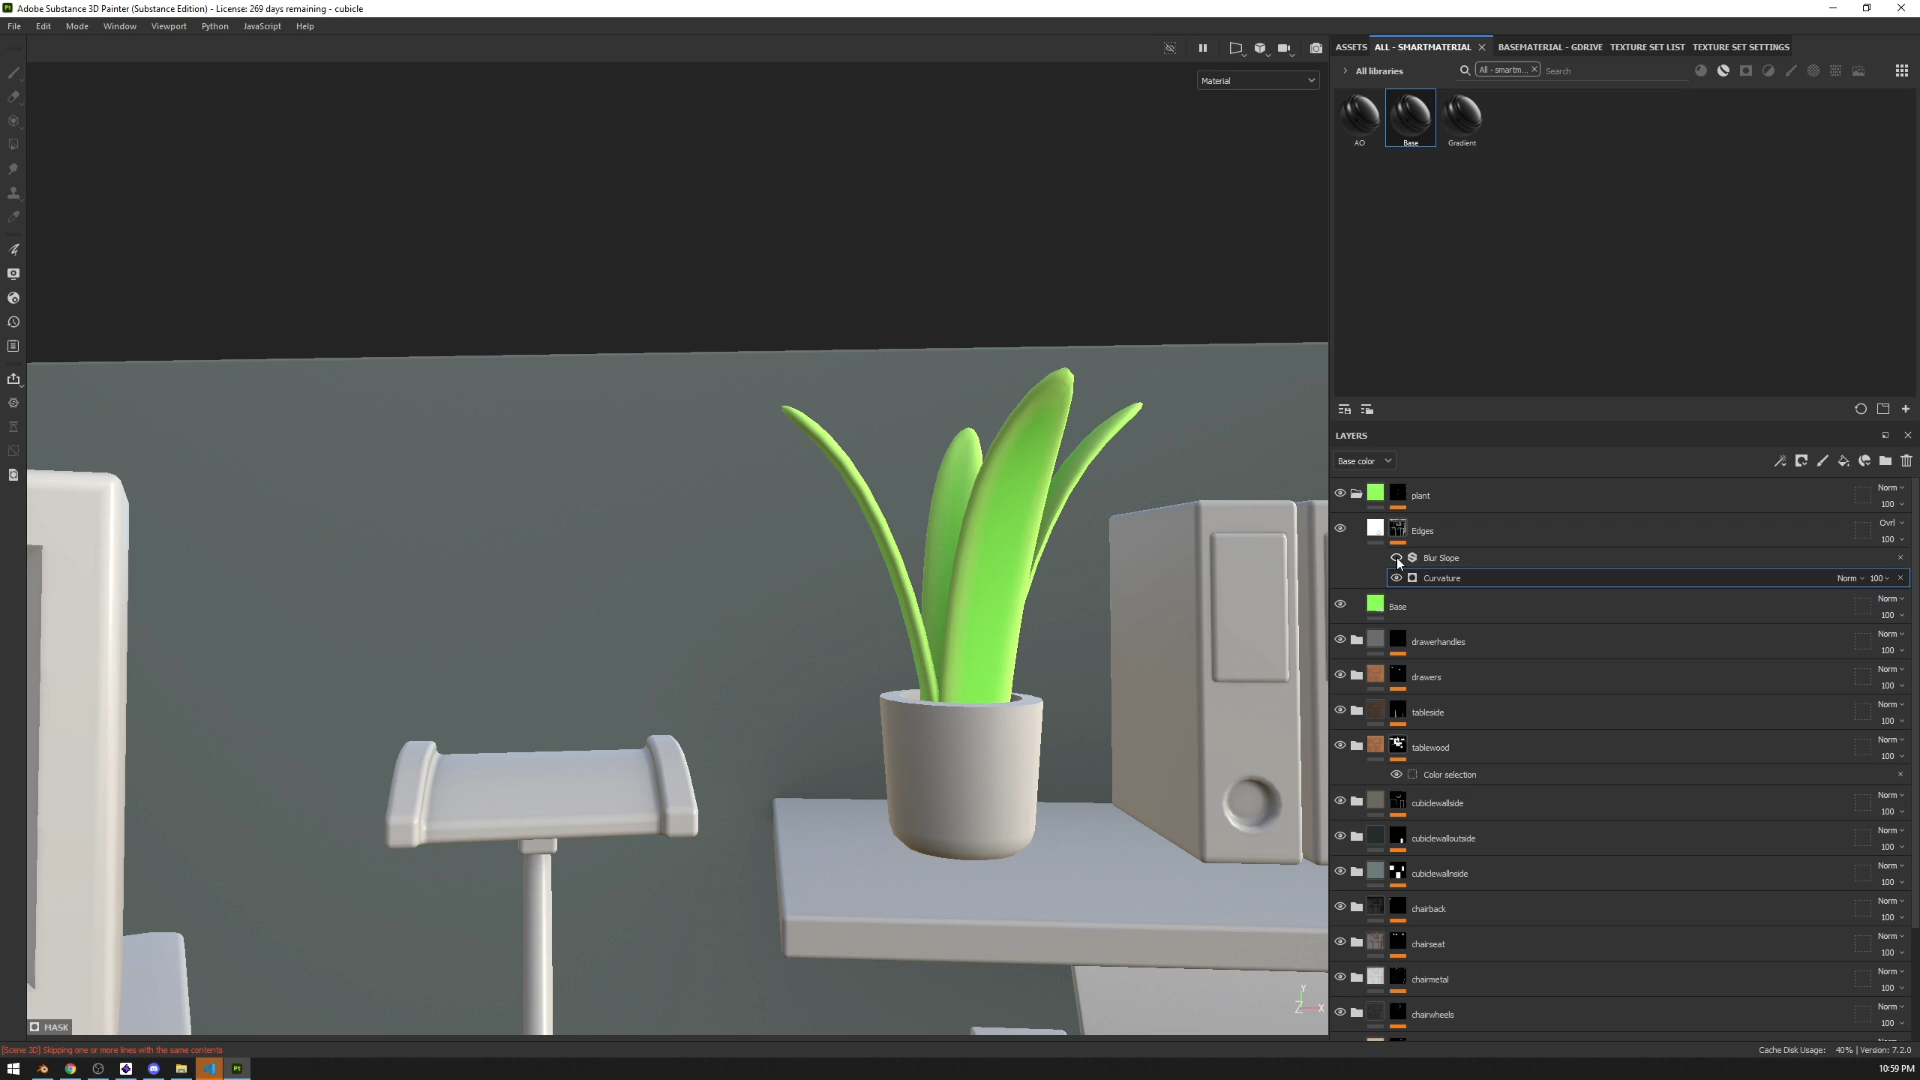 Adobe Substance 3D Painter (Substance Edition) - License: 269 days remaining - cubicle
File Edit Mode Window Viewport Python JavaScript Help
ASSETS ALL - SMARTMATERIAL BASEMATERIAL - GDRIVE TEXTURE SET LIST TEXTURE SET SETTINGS
All libraries All - smartm... Search
Material
AO Base Gradient
LAYERS
Base color
plant Norm 100
Edges Ovrl 100
Blur Slope
Curvature Norm 100
Base Norm 100
drawerhandles Norm 100
drawers Norm 100
tableside Norm 100
tablewood Norm 100
Color selection
cubidewallside Norm 100
cubidewalloutside Norm 100
cubidewallnside Norm 100
chairback Norm 100
chairseat Norm 100
chairmetal Norm 100
chairwheels Norm 100
Y
Z X
MASK
[Scene 3D] Skipping one or more lines with the same contents
Cache Disk Usage: 40% | Version: 7.2.0
10:59 PM